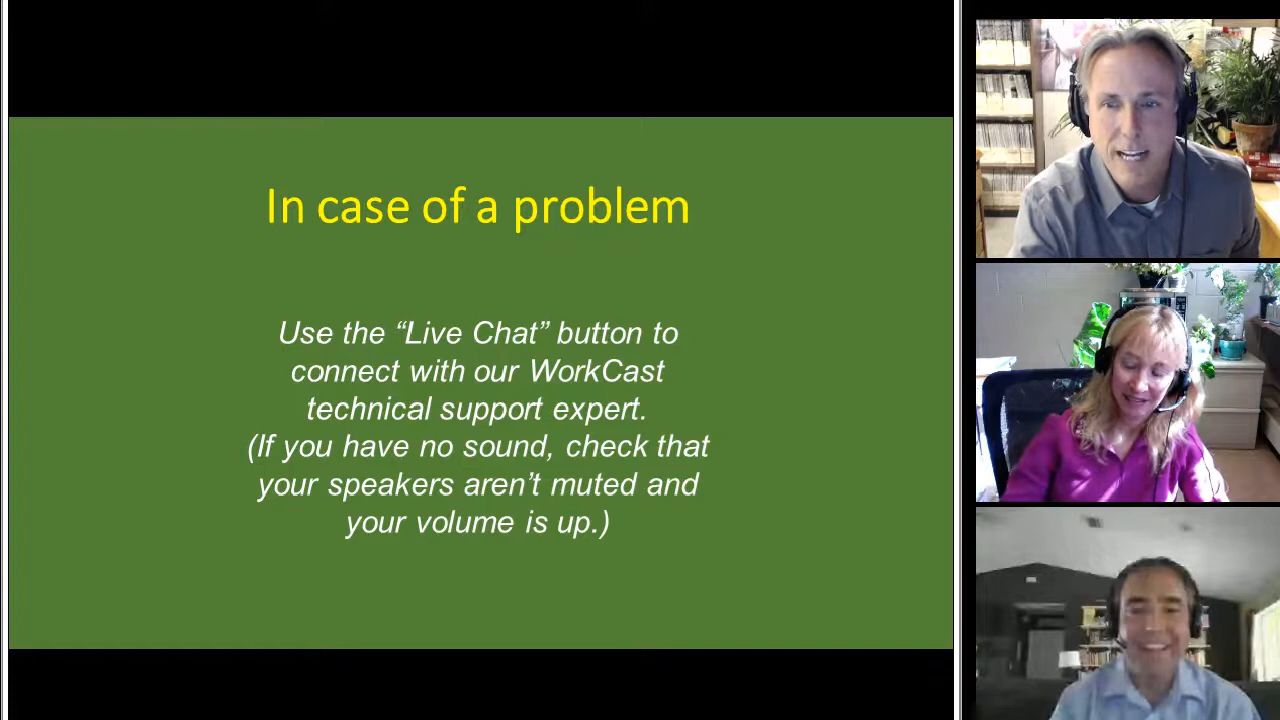 In case of a problem
Use the “Live Chat” button to
connect with our WorkCast
technical support expert.
(If you have no sound, check that
your speakers aren’t muted and
your volume is up.)